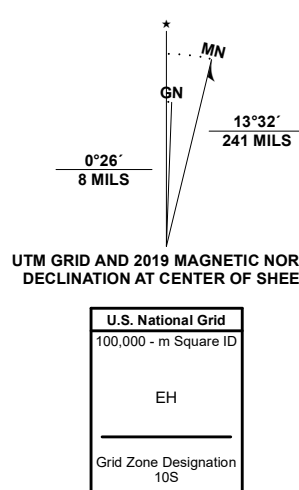 ★
MN
GN
13°32´
241 MILS
0°26´
8 MILS
UTM GRID AND 2019 MAGNETIC NOR
DECLINATION AT CENTER OF SHEE
U.S. National Grid
100,000 - m Square ID
EH
Grid Zone Designation
10S